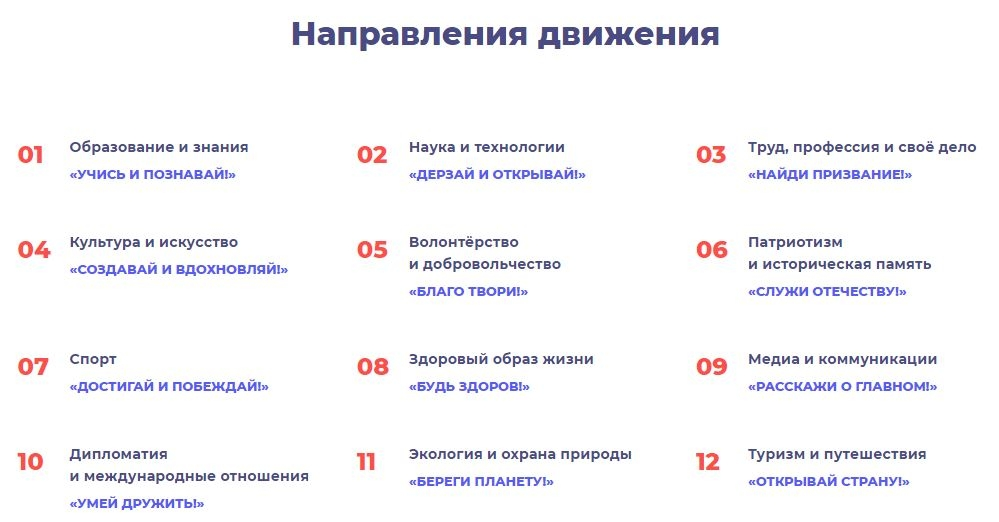 Направления движения
01
Образование и знания
«УЧИСЬ И ПОЗНАВАЙ!»
02
Наука и технологии
«ДЕРЗАЙ И ОТКРЫВАЙ!»
03
Труд, профессия и своё дело
«НАЙДИ ПРИЗВАНИЕ!»
04
Культура и искусство
«СОЗДАВАЙ И ВДОХНОВЛЯЙ!»
05
Волонтёрство
и добровольчество
«БЛАГО ТВОРИ!»
06
Патриотизм
и историческая память
«СЛУЖИ ОТЕЧЕСТВУ!»
07
Спорт
«ДОСТИГАЙ И ПОБЕЖДАЙ!»
08
Здоровый образ жизни
«БУДЬ ЗДОРОВ!»
09
Медиа и коммуникации
«РАССКАЖИ О ГЛАВНОМ!»
10
Дипломатия
и международные отношения
«УМЕЙ ДРУЖИТЬ!»
11
Экология и охрана природы
«БЕРЕГИ ПЛАНЕТУ!»
12
Туризм и путешествия
«ОТКРЫВАЙ СТРАНУ!»